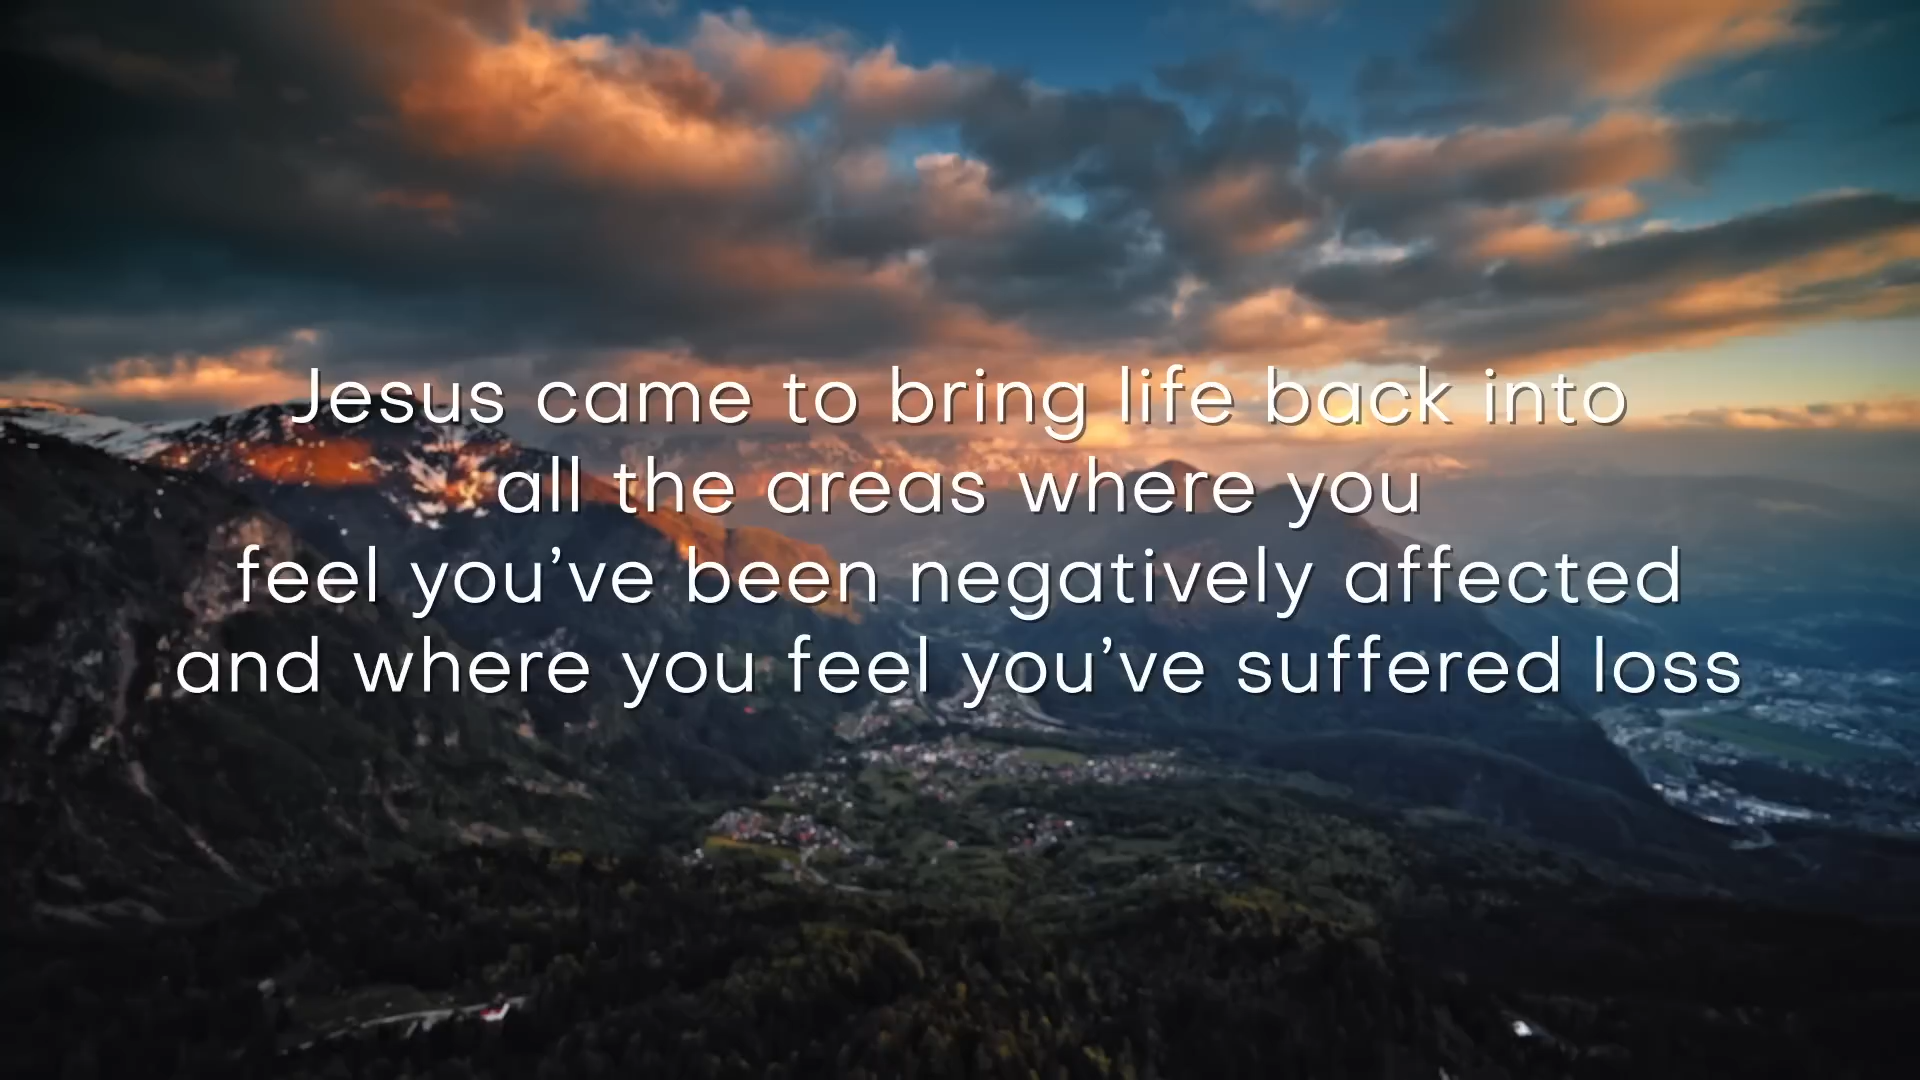 Jesus came to bring life back into
all the areas where you
feel you’ve been negatively affected
and where you feel you’ve suffered loss